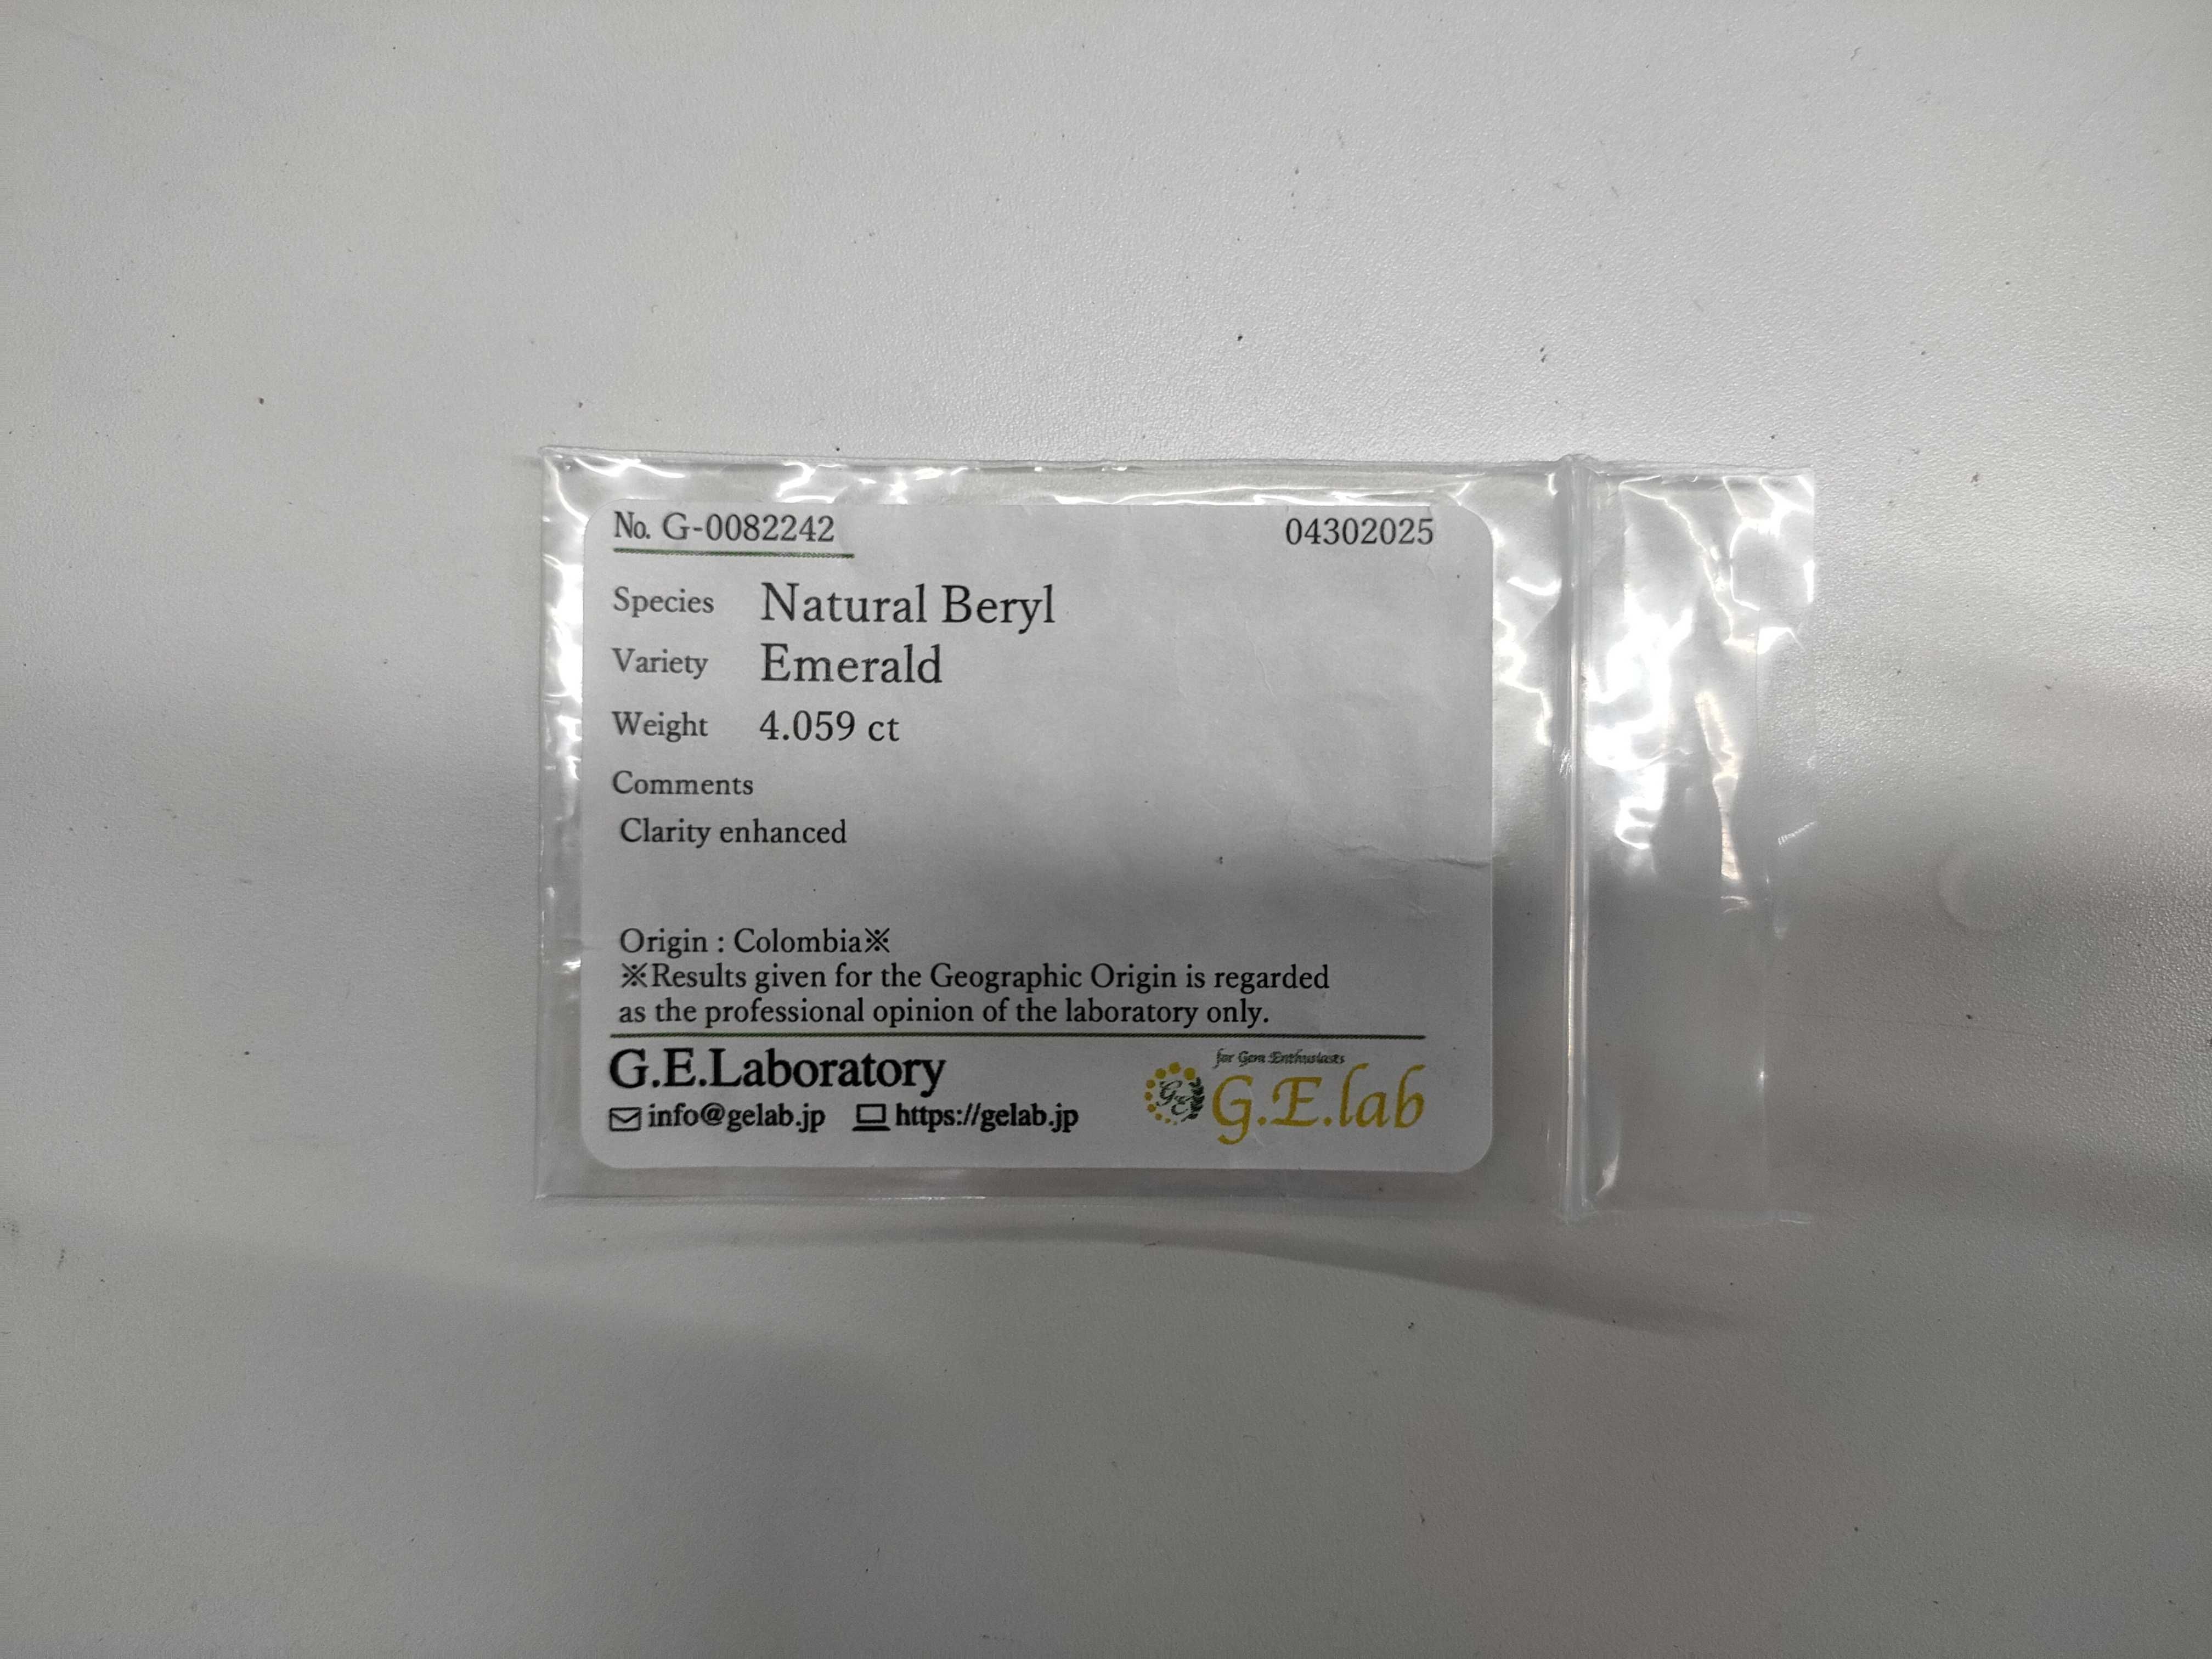 No. G-0082242 04302025
Species Natural Beryl
Variety Emerald
Weight 4.059 ct
Comments
Clarity enhanced
Origin : Colombia※
※Results given for the Geographic Origin is regarded
as the professional opinion of the laboratory only.
G.E.Laboratory
info@gelab.jp https://gelab.jp
for Gem Enthusiasts
GE
G.E.lab